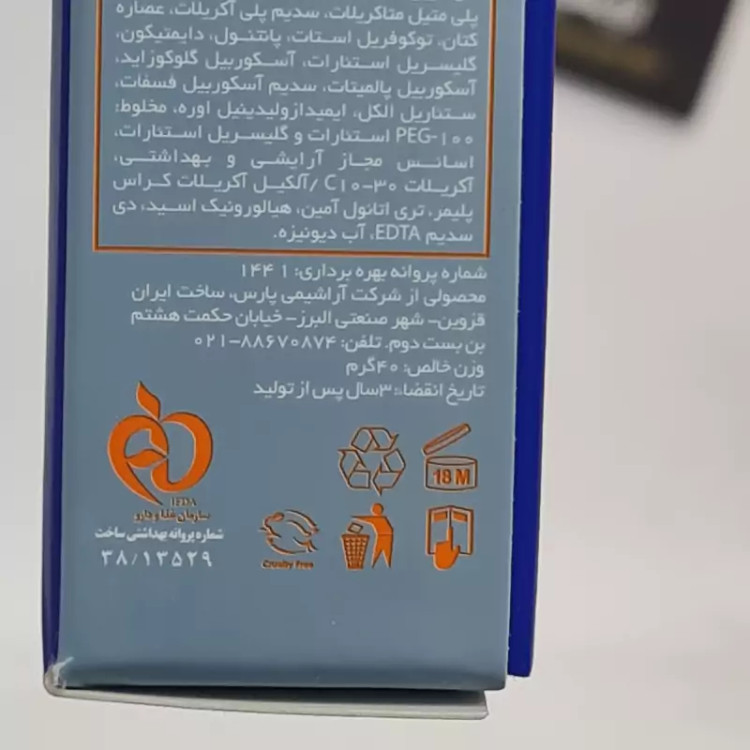 پلی متیل متاکریلات، سدیم پلی آکریلات، عصاره
کتان، توکوفریل استات، پانتنول، دایمتیکون،
گلیسریل استئارات، آسکوربیل گلوکوزاید،
آسکوربیل پالمیتات، سدیم آسکوربیل فسفات،
ستئاریل الکل، ایمیدازولیدینیل اوره، مخلوط:
PEG-۱۰۰ استئارات و گلیسریل استئارات،
اسانس مجاز آرایشی و بهداشتی،
آکریلات C۱۰-۳۰ /آلکیل آکریلات کراس
پلیمر، تری اتانول آمین، هیالورونیک اسید، دی
سدیم EDTA، آب دیونیزه.
شماره پروانه بهره برداری: ۱۴۴۱
محصولی از شرکت آراشیمی پارس، ساخت ایران
قزوین- شهر صنعتی البرز- خیابان حکمت هشتم
بن بست دوم. تلفن: ۸۸۶۷۰۸۷۴-۰۲۱
وزن خالص: ۴۰گرم
تاریخ انقضاء: ۳سال پس از تولید
18 M
IFDA
سازمان غذا و دارو
شماره پروانه بهداشتی ساخت
۳۸/۱۳۵۲۹
Cruelty Free